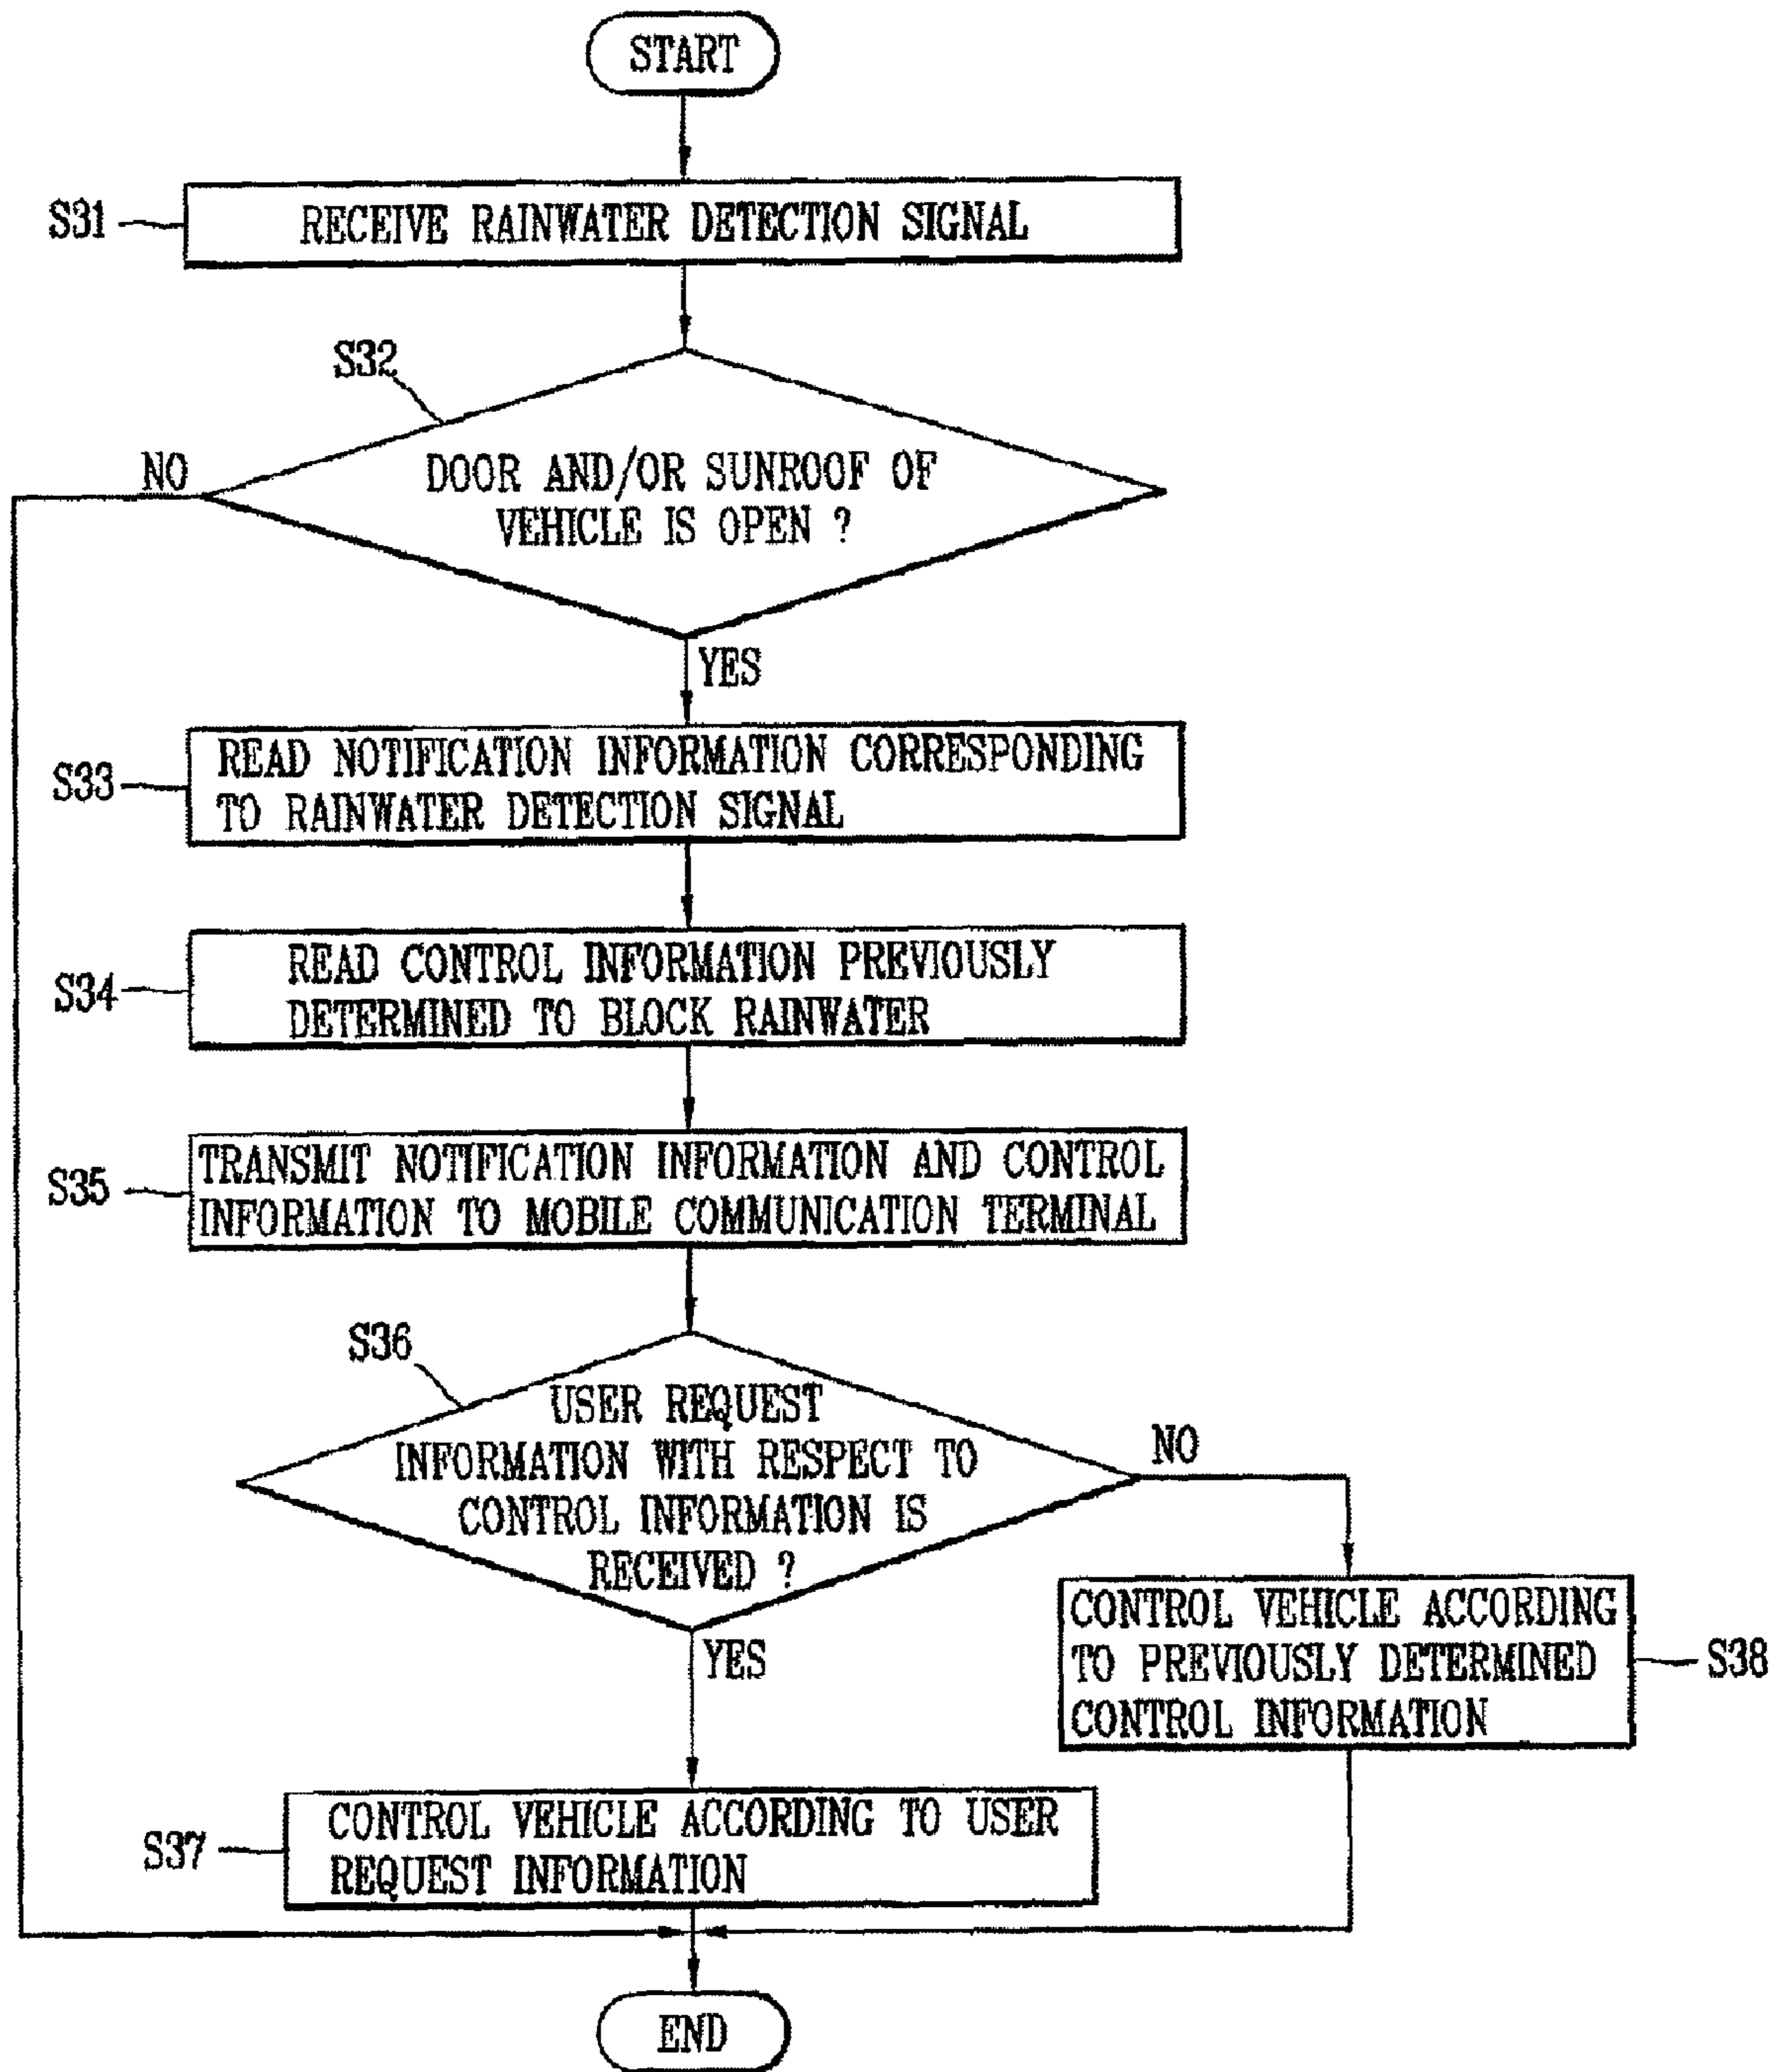 START
S31
RECEIVE RAINWATER DETECTION SIGNAL
S32
NO
DOOR AND/OR SUNROOF OF
VEHICLE IS OPEN ?
YES
S33
READ NOTIFICATION INFORMATION CORRESPONDING
TO RAINWATER DETECTION SIGNAL
S34
READ CONTROL INFORMATION PREVIOUSLY
DETERMINED TO BLOCK RAINWATER
S35
TRANSMIT NOTIFICATION INFORMATION AND CONTROL
INFORMATION TO MOBILE COMMUNICATION TERMINAL
S36
USER REQUEST
INFORMATION WITH RESPECT TO
CONTROL INFORMATION IS
RECEIVED ?
NO
YES
CONTROL VEHICLE ACCORDING
TO PREVIOUSLY DETERMINED
CONTROL INFORMATION
S38
S37
CONTROL VEHICLE ACCORDING TO USER
REQUEST INFORMATION
END